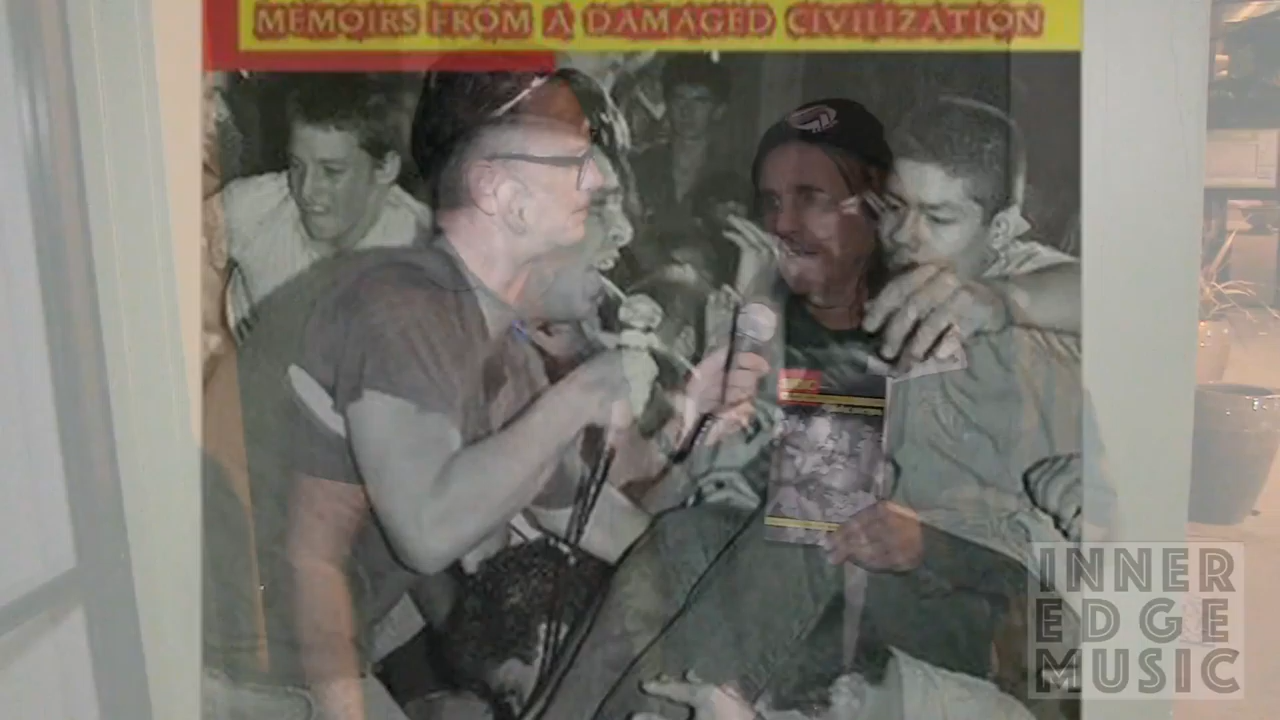 MEMOIRS FROM A DAMAGED CIVILIZATION
INNER
EDGE
MUSIC